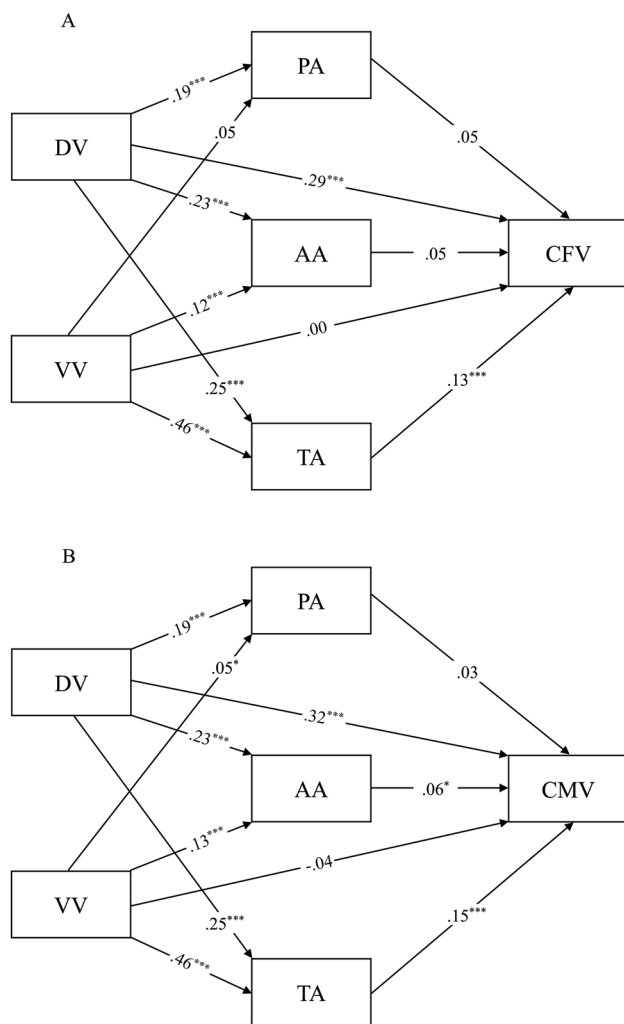 A
PA
.19***
.05
.05
DV
.29***
.23***
AA
.05
CFV
.12***
.00
VV
.25***
.13***
.46***
TA
B
PA
.19***
.05*
.03
DV
.32***
.23***
AA
.06*
CMV
.13***
-.04
VV
.25***
.15***
.46***
TA